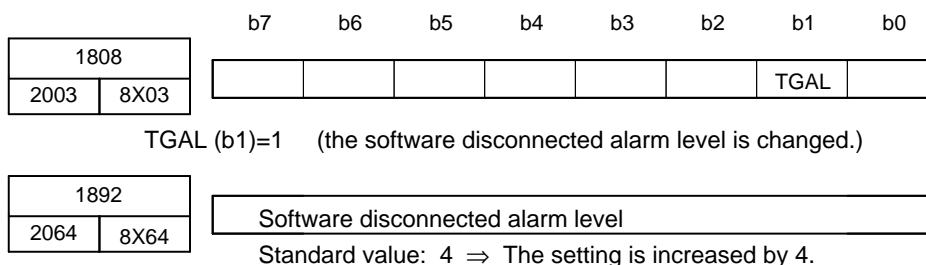 b7 b6 b5 b4 b3 b2 b1 b0
1808
2003 8X03 TGAL
TGAL (b1)=1 (the software disconnected alarm level is changed.)
1892
2064 8X64 Software disconnected alarm level
Standard value: 4 ⇒ The setting is increased by 4.